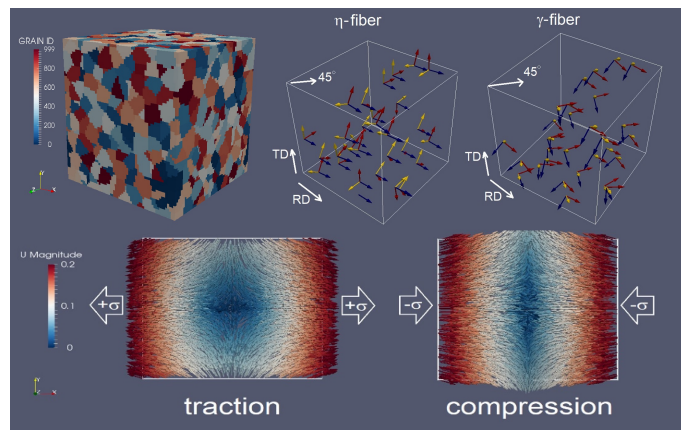 η-fiber
γ-fiber
GRAIN ID
999
800
600
400
200
0
45°
TD
RD
45°
TD
RD
U Magnitude
0.2
0.1
0
+σ
+σ
-σ
-σ
traction
compression